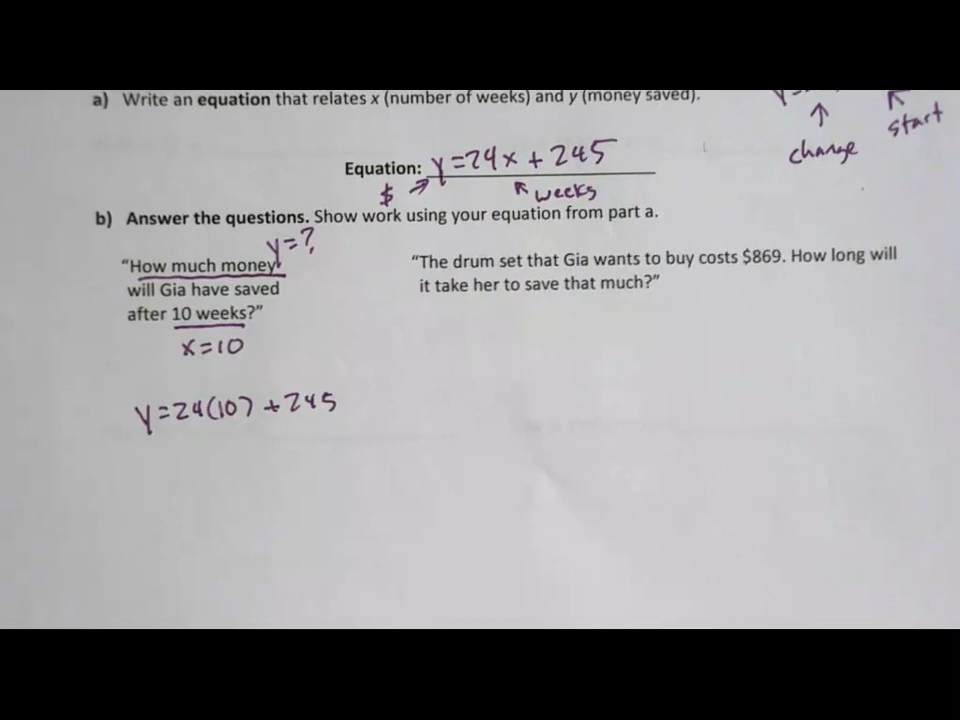 a) Write an equation that relates x (number of weeks) and y (money saved).
start
change
Equation: y=24x + 245
$ weeks
b) Answer the questions. Show work using your equation from part a.
y=?
"How much money
will Gia have saved
after 10 weeks?"
x=10
y=24(10) + 245
"The drum set that Gia wants to buy costs $869. How long will
it take her to save that much?"